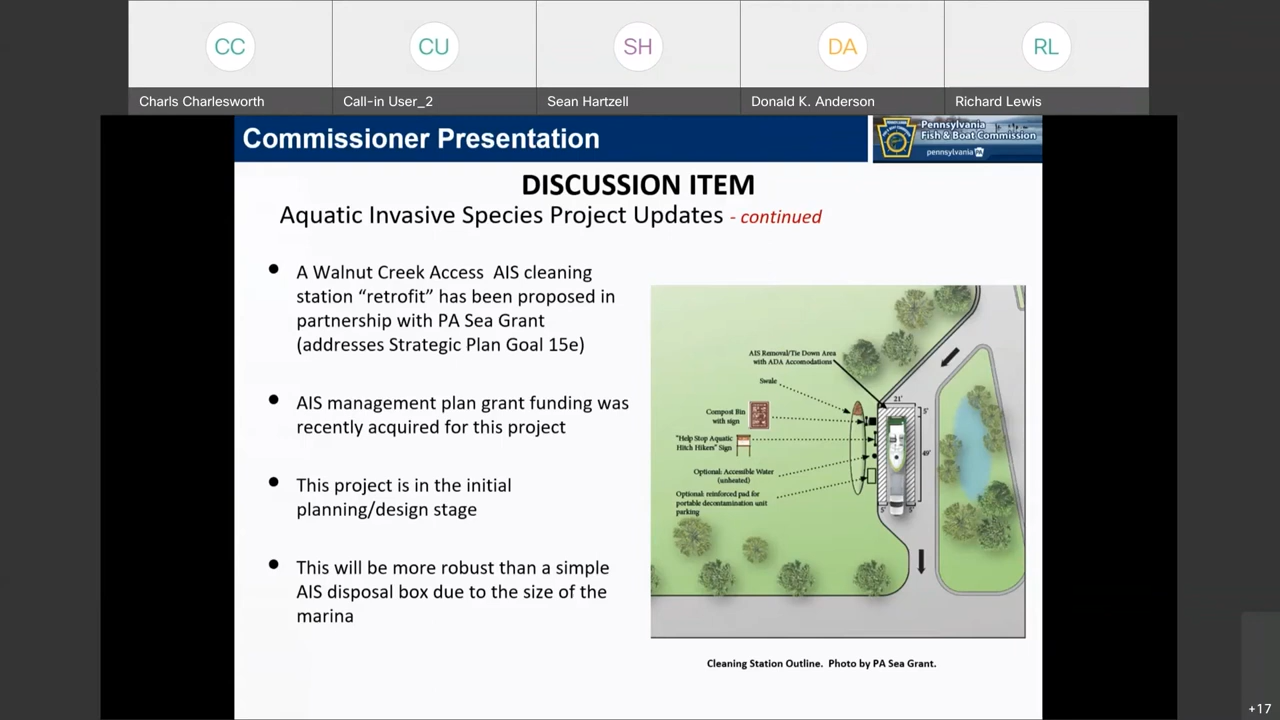 CC
CU
SH
DA
RL
Charls Charlesworth
Call-in User_2
Sean Hartzell
Donald K. Anderson
Richard Lewis
Commissioner Presentation
Pennsylvania
Fish & Boat Commission
pennsylvania PA
DISCUSSION ITEM
Aquatic Invasive Species Project Updates - continued
A Walnut Creek Access AIS cleaning
station “retrofit” has been proposed in
partnership with PA Sea Grant
(addresses Strategic Plan Goal 15e)
AIS management plan grant funding was
recently acquired for this project
This project is in the initial
planning/design stage
This will be more robust than a simple
AIS disposal box due to the size of the
marina
AIS Removal/Tie Down Area
with ADA Accomodations
Swale
Compost Bin
with sign
"Help Stop Aquatic
Hitch Hikers" Sign
Optional: Accessible Water
(unheated)
Optional: reinforced pad for
portable decontamination unit
parking
21'
5'
49'
5'
5'
Cleaning Station Outline. Photo by PA Sea Grant.
+17